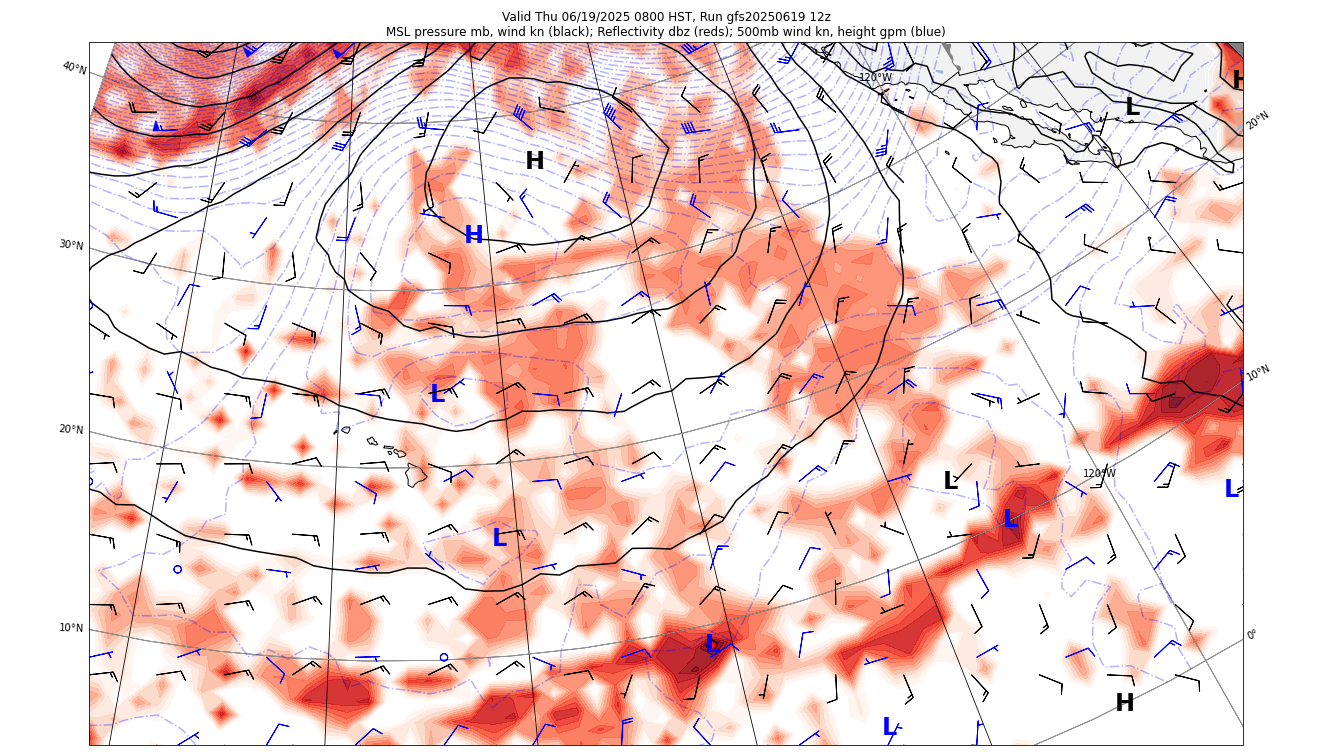 Valid Thu 06/19/2025 0800 HST, Run gfs20250619 12z
MSL pressure mb, wind kn (black); Reflectivity dbz (reds); 500mb wind kn, height gpm (blue)
40°N
120°W
H
L
20°N
H
30°N
H
10°N
L
20°N
120°W
L
L
L
L
10°N
0°
L
H
L